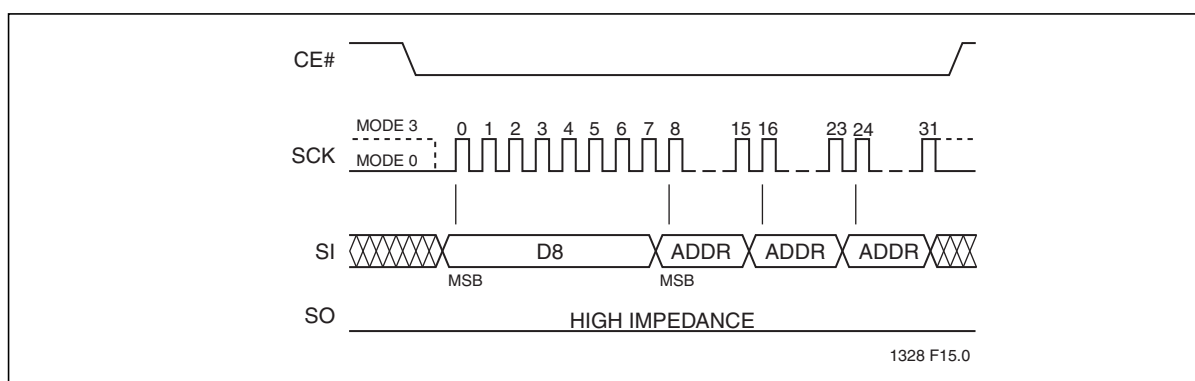 CE#
MODE 3
0 1 2 3 4 5 6 7 8 15 16 23 24 31
SCK
MODE 0
SI D8 ADDR ADDR ADDR
MSB MSB
SO HIGH IMPEDANCE
1328 F15.0